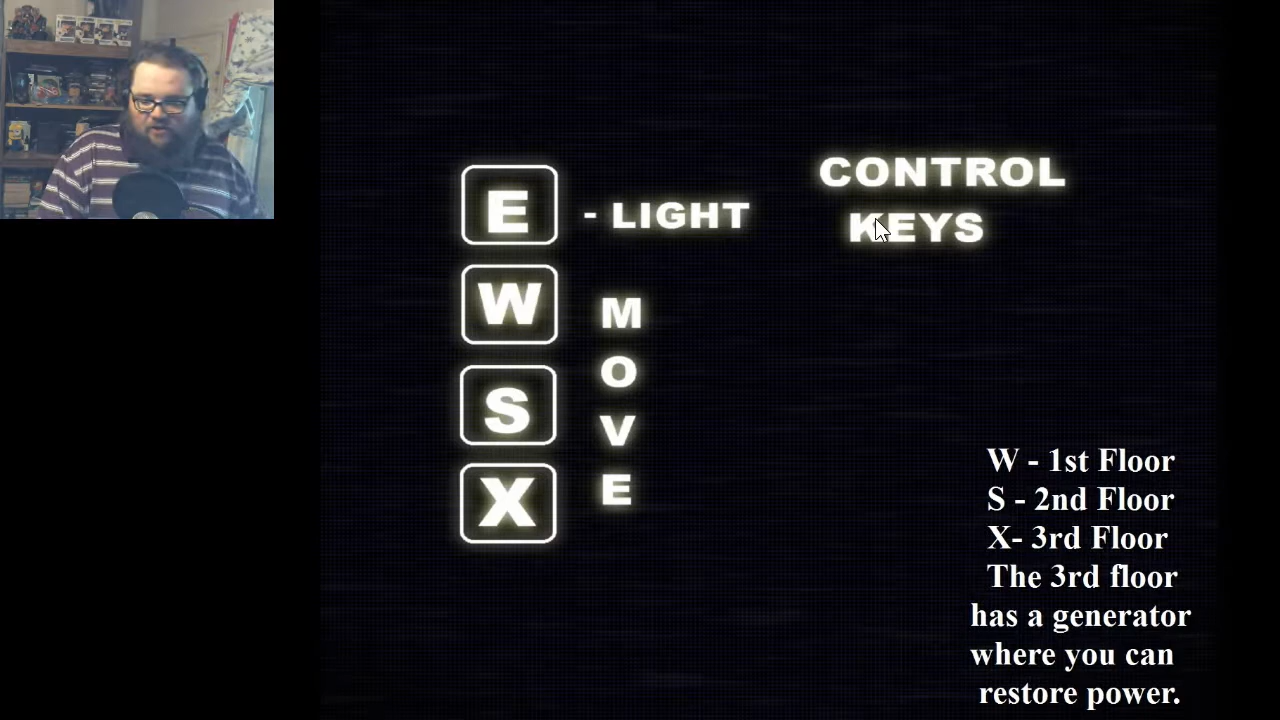 CONTROL
KEYS
E - LIGHT
W
S
X
M
O
V
E
W - 1st Floor
S - 2nd Floor
X- 3rd Floor
The 3rd floor
has a generator
where you can
restore power.